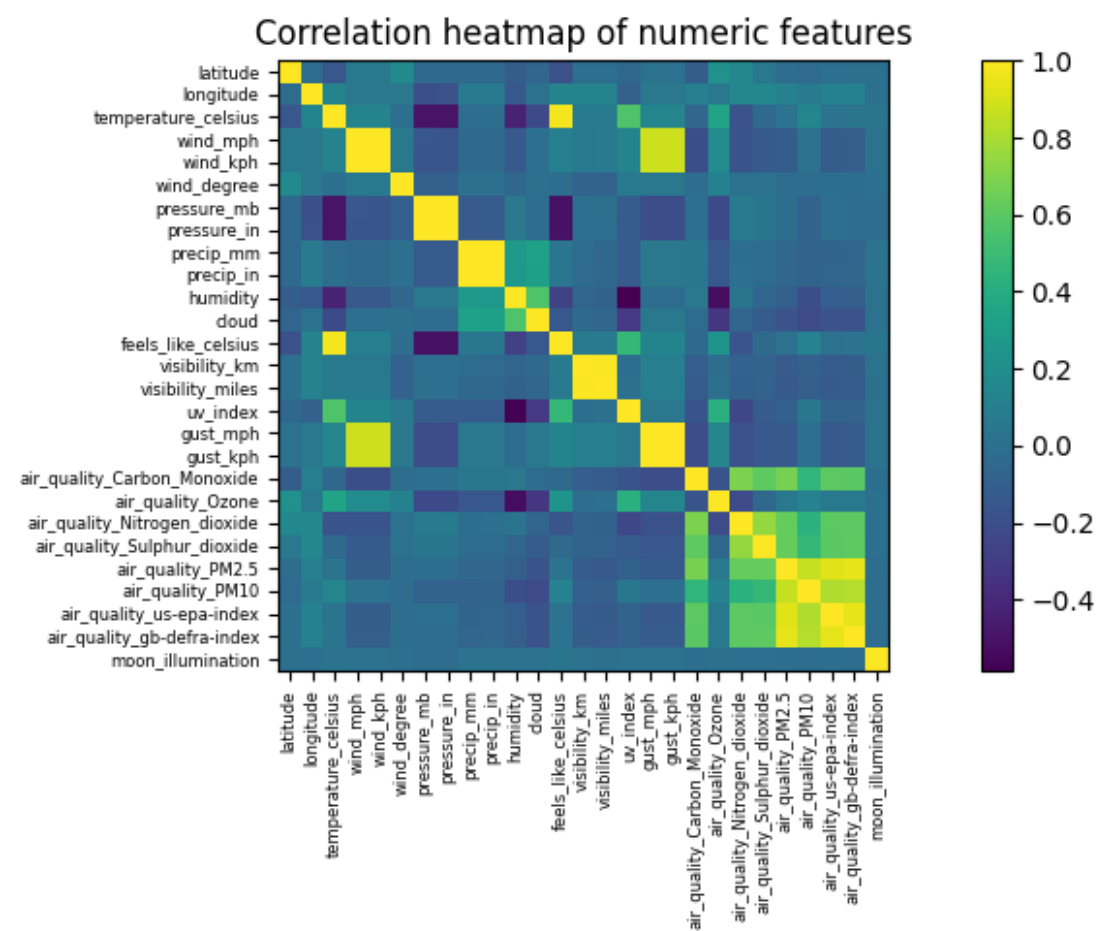 Correlation heatmap of numeric features
latitude
longitude
temperature_celsius
wind_mph
wind_kph
wind_degree
pressure_mb
pressure_in
precip_mm
precip_in
humidity
cloud
feels_like_celsius
visibility_km
visibility_miles
uv_index
gust_mph
gust_kph
air_quality_Carbon_Monoxide
air_quality_Ozone
air_quality_Nitrogen_dioxide
air_quality_Sulphur_dioxide
air_quality_PM2.5
air_quality_PM10
air_quality_us-epa-index
air_quality_gb-defra-index
moon_illumination
latitude
longitude
temperature_celsius
wind_mph
wind_kph
wind_degree
pressure_mb
pressure_in
precip_mm
precip_in
humidity
cloud
feels_like_celsius
visibility_km
visibility_miles
uv_index
gust_mph
gust_kph
air_quality_Carbon_Monoxide
air_quality_Ozone
air_quality_Nitrogen_dioxide
air_quality_Sulphur_dioxide
air_quality_PM2.5
air_quality_PM10
air_quality_us-epa-index
air_quality_gb-defra-index
moon_illumination
1.0
0.8
0.6
0.4
0.2
0.0
−0.2
−0.4